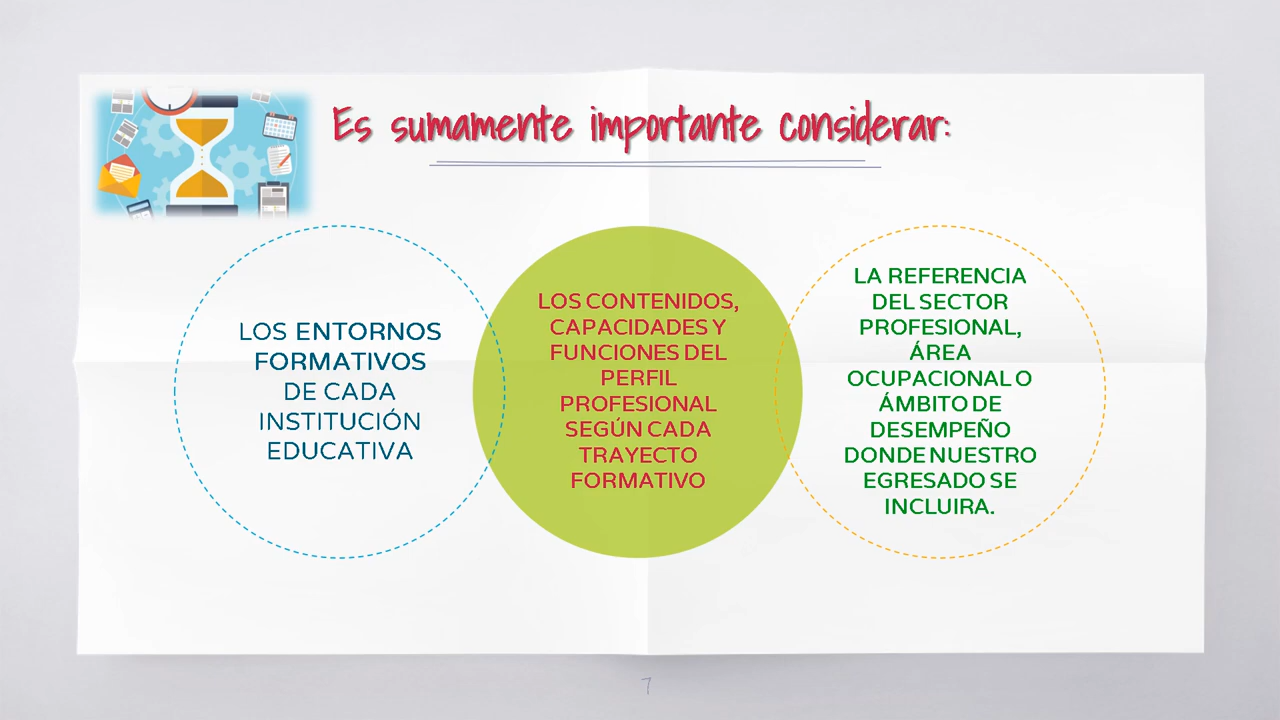 Es sumamente importante considerar:
LOS ENTORNOS
FORMATIVOS
DE CADA
INSTITUCIÓN
EDUCATIVA
LOS CONTENIDOS,
CAPACIDADES Y
FUNCIONES DEL
PERFIL
PROFESIONAL
SEGÚN CADA
TRAYECTO
FORMATIVO
LA REFERENCIA
DEL SECTOR
PROFESIONAL,
ÁREA
OCUPACIONAL O
ÁMBITO DE
DESEMPEÑO
DONDE NUESTRO
EGRESADO SE
INCLUIRA.
7